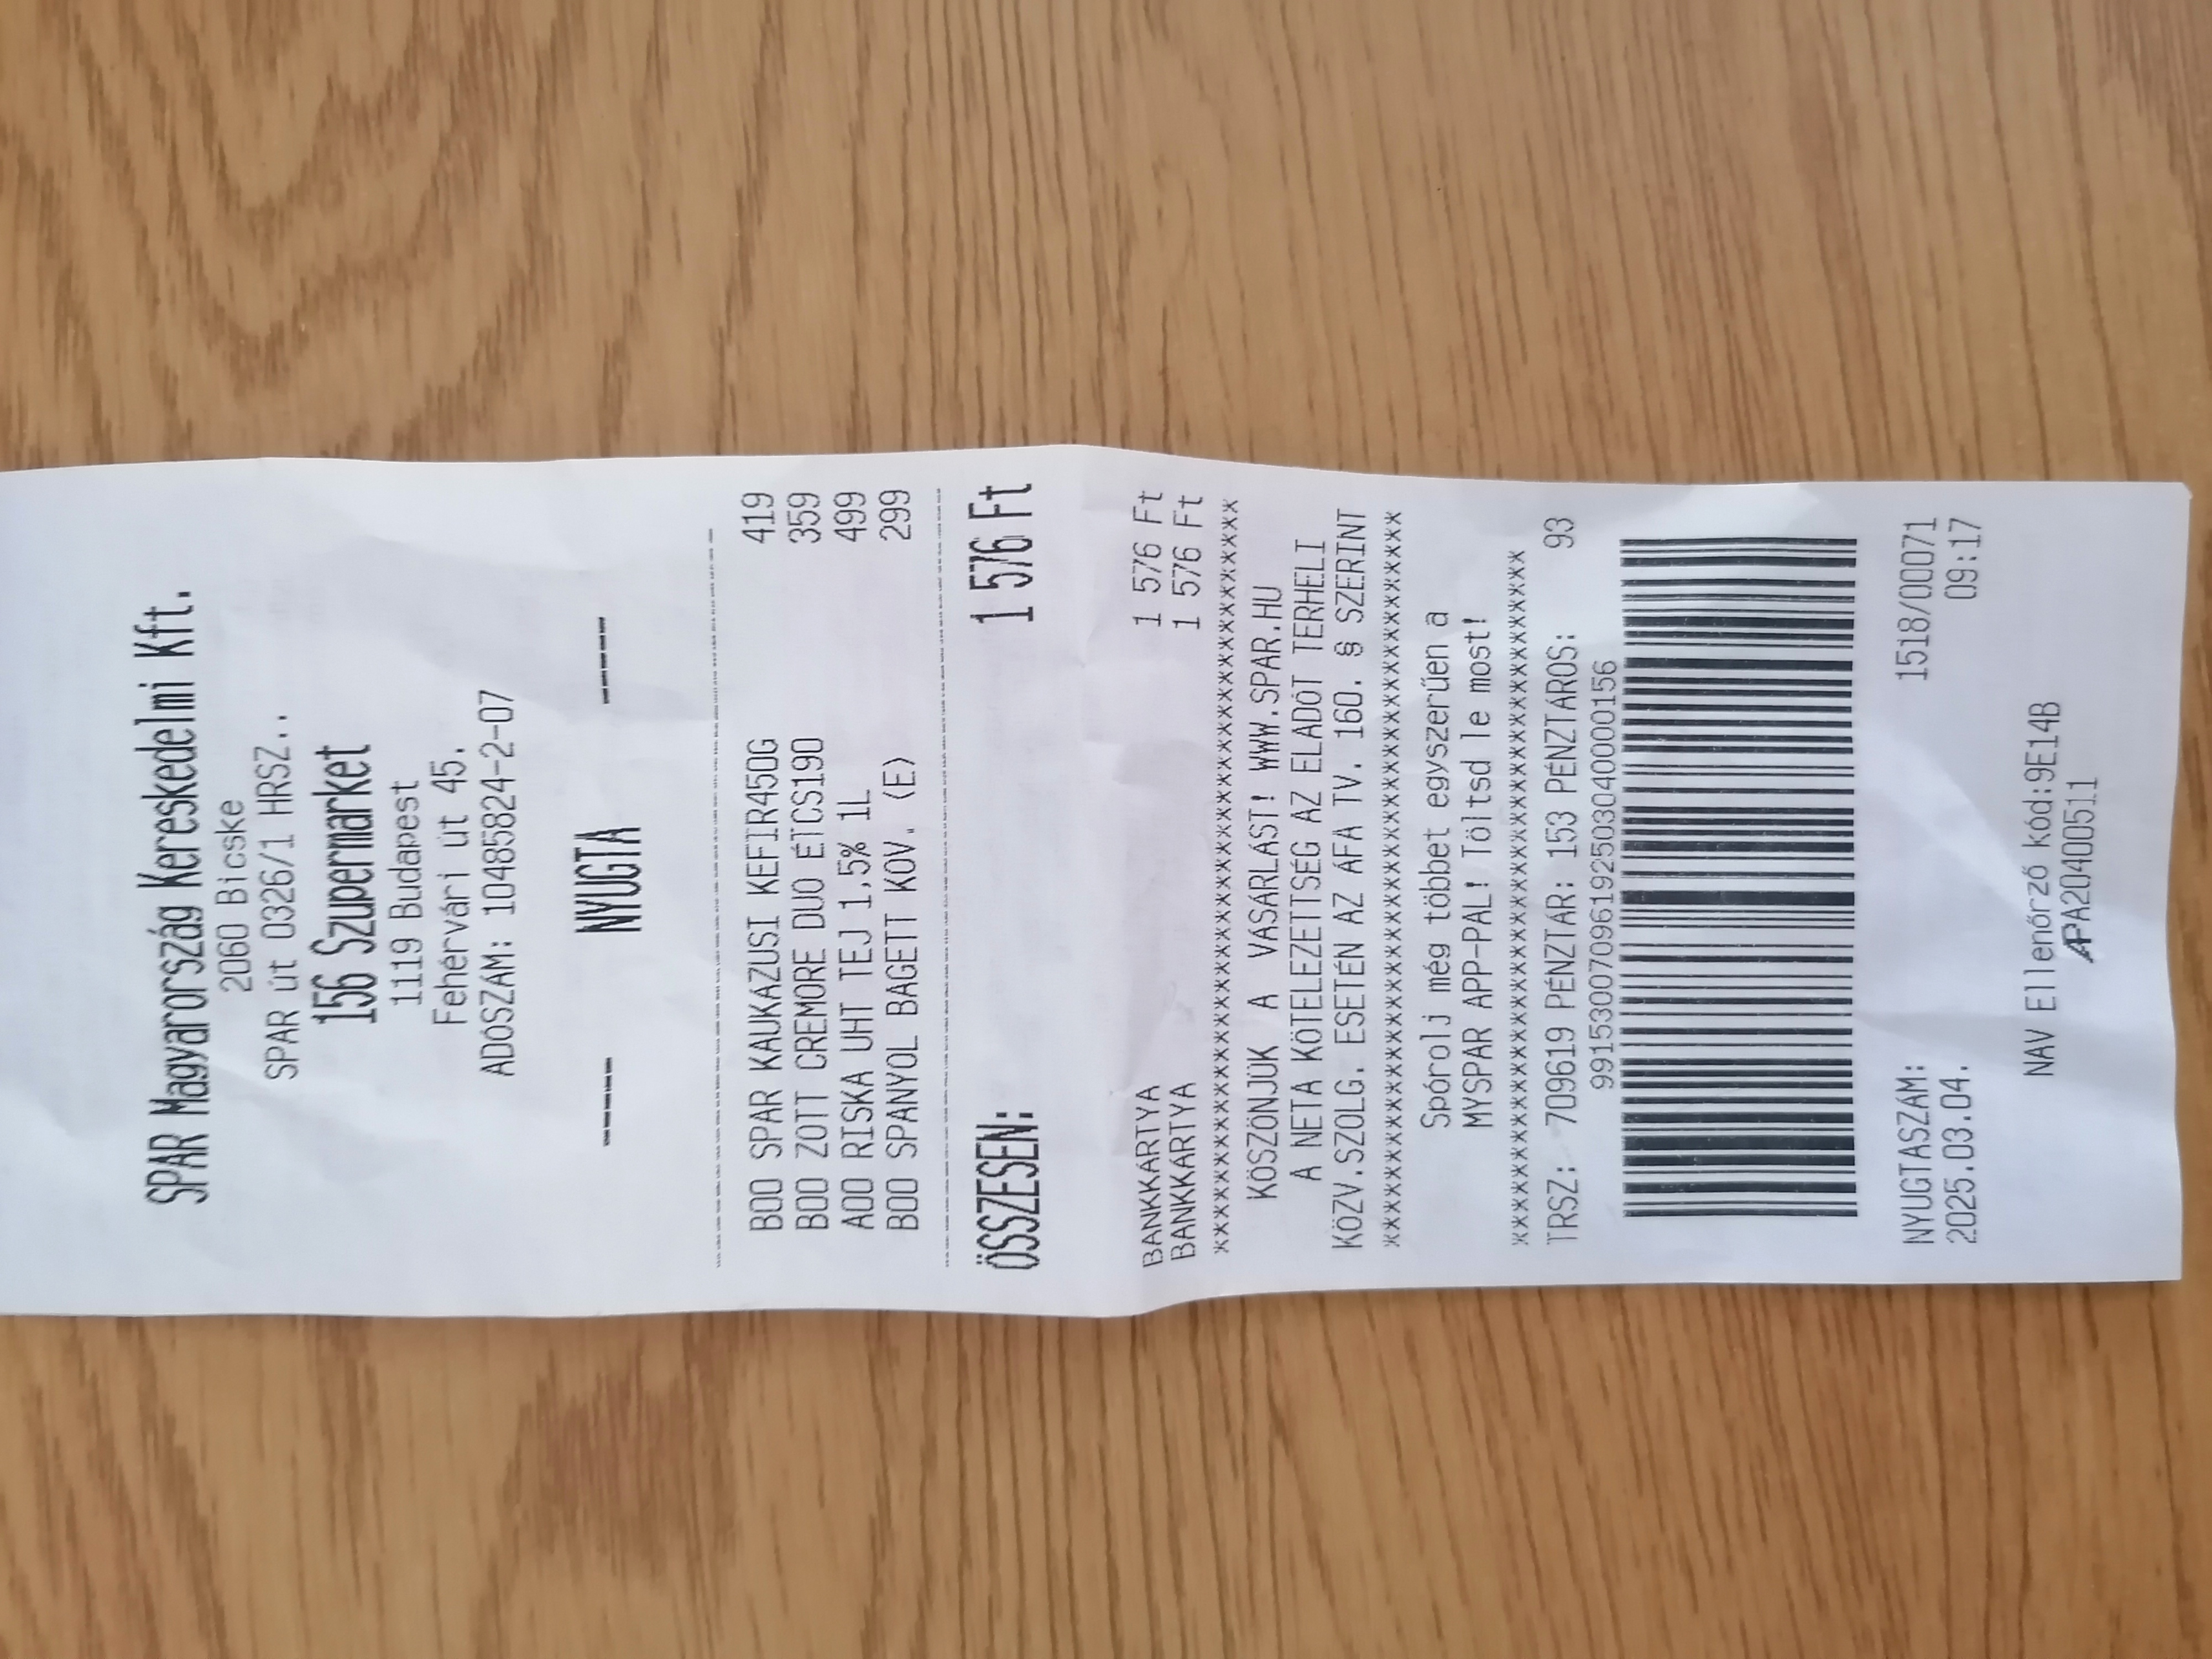 SPAR Magyarország Kereskedelmi Kft.
2060 Bicske
SPAR út 0326/1 HRSZ..
156 Szupermarket
1119 Budapest
Fehérvári út 45.
ADÓSZÁM: 10485824-2-07
----- NYUGTA -----
B00 SPAR KAUKÁZUSI KEFIR450G 419
B00 ZOTT CREMORE DUO ÉTCS190 359
A00 RISKA UHT TEJ 1,5% 1L 499
B00 SPANYOL BAGETT KOV. (E) 299
ÖSSZESEN: 1 576 Ft
BANKKÁRTYA 1 576 Ft
BANKKÁRTYA 1 576 Ft
*******************************************
KÖSZÖNJÜK A VÁSÁRLÁST! WWW.SPAR.HU
A NETA KÖTELEZETTSÉG AZ ELADÓT TERHELI
KÖZV.SZOLG. ESETÉN AZ ÁFA TV. 160. § SZERINT
*******************************************
Spórolj még többet egyszerűen a
MYSPAR APP-PAL! Töltsd le most!
*****************************************
TRSZ: 709619 PÉNZTÁR: 153 PÉNZTÁROS: 93
9915300709619250304​0000156
NYUGTASZÁM: 1518/00071
2025.03.04. 09:17
NAV Ellenőrző kód:9E14B
APA20400511